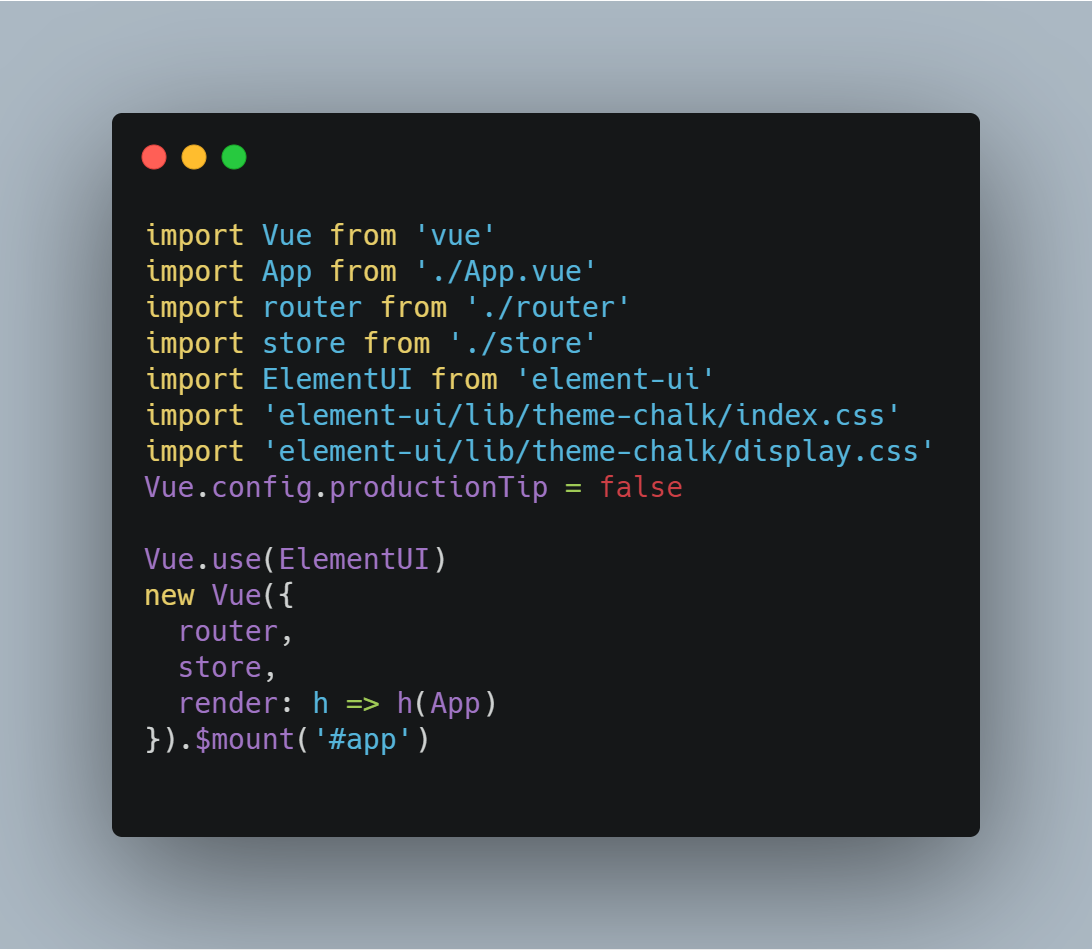 import Vue from 'vue'
import App from './App.vue'
import router from './router'
import store from './store'
import ElementUI from 'element-ui'
import 'element-ui/lib/theme-chalk/index.css'
import 'element-ui/lib/theme-chalk/display.css'
Vue.config.productionTip = false

Vue.use(ElementUI)
new Vue({
  router,
  store,
  render: h => h(App)
}).$mount('#app')